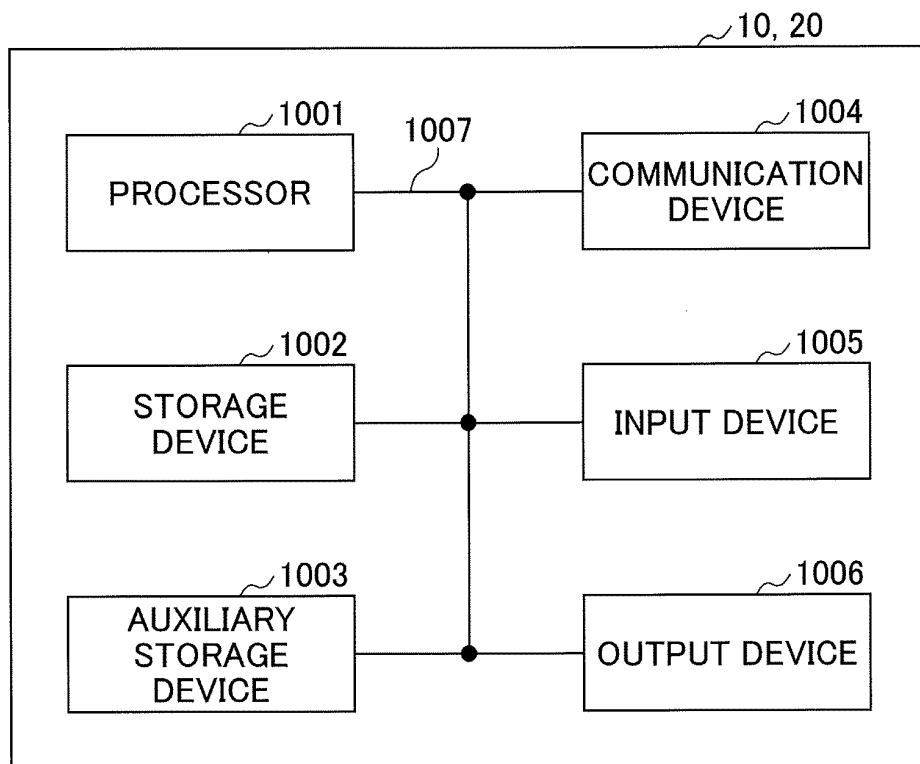 10, 20
1001
PROCESSOR
1007
1004
COMMUNICATION
DEVICE
1002
STORAGE
DEVICE
1005
INPUT DEVICE
1003
AUXILIARY
STORAGE
DEVICE
1006
OUTPUT DEVICE